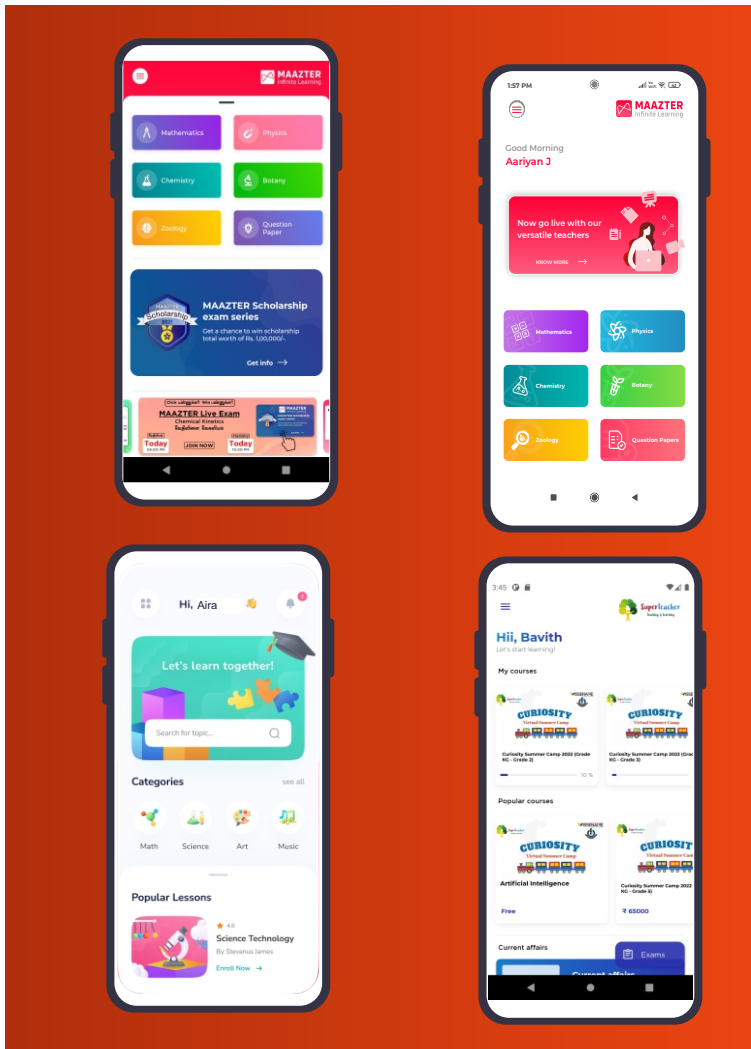 MAAZTER
Infinite Learning
Mathematics
Physics
Chemistry
Botany
Zoology
Question
Paper
MAAZTER
Scholarship
MAAZTER Scholarship
exam series
Get a chance to win scholarship
total worth of Rs. 1,00,000/-.
Get info
MAAZTER Live Exam
Chemical Kinetics
வேதிவினை வேகவியல்
Today
JOIN NOW
Today
1:57 PM
MAAZTER
Infinite Learning
Good Morning
Aariyan J
Now go live with our
versatile teachers
KNOW MORE
Mathematics
Physics
Chemistry
Botany
Zoology
Question Papers
Hi, Aira
Let's learn together!
Search for topic...
Categories
see all
Math
Science
Art
Music
Popular Lessons
4.6
Science Technology
By Stevanus James
Enroll Now
3:45
SuperTeacher
Hii, Bavith
Let's start learning!
My courses
CURIOSITY
Virtual Summer Camp
CURIOSITY
Virtual Summer Camp
Curiosity Summer Camp 2022 (Grade
KG - Grade 2)
10 %
Curiosity Summer Camp 2022 (Grad
KG - Grade 3)
Popular courses
CURIOSITY
Virtual Summer Camp
CURIOSIT
Virtual Summer Cam
Artificial Intelligence
Free
Curiosity Summer Camp 2022
KG - Grade 5)
₹ 65000
Current affairs
Exams
Current affairs